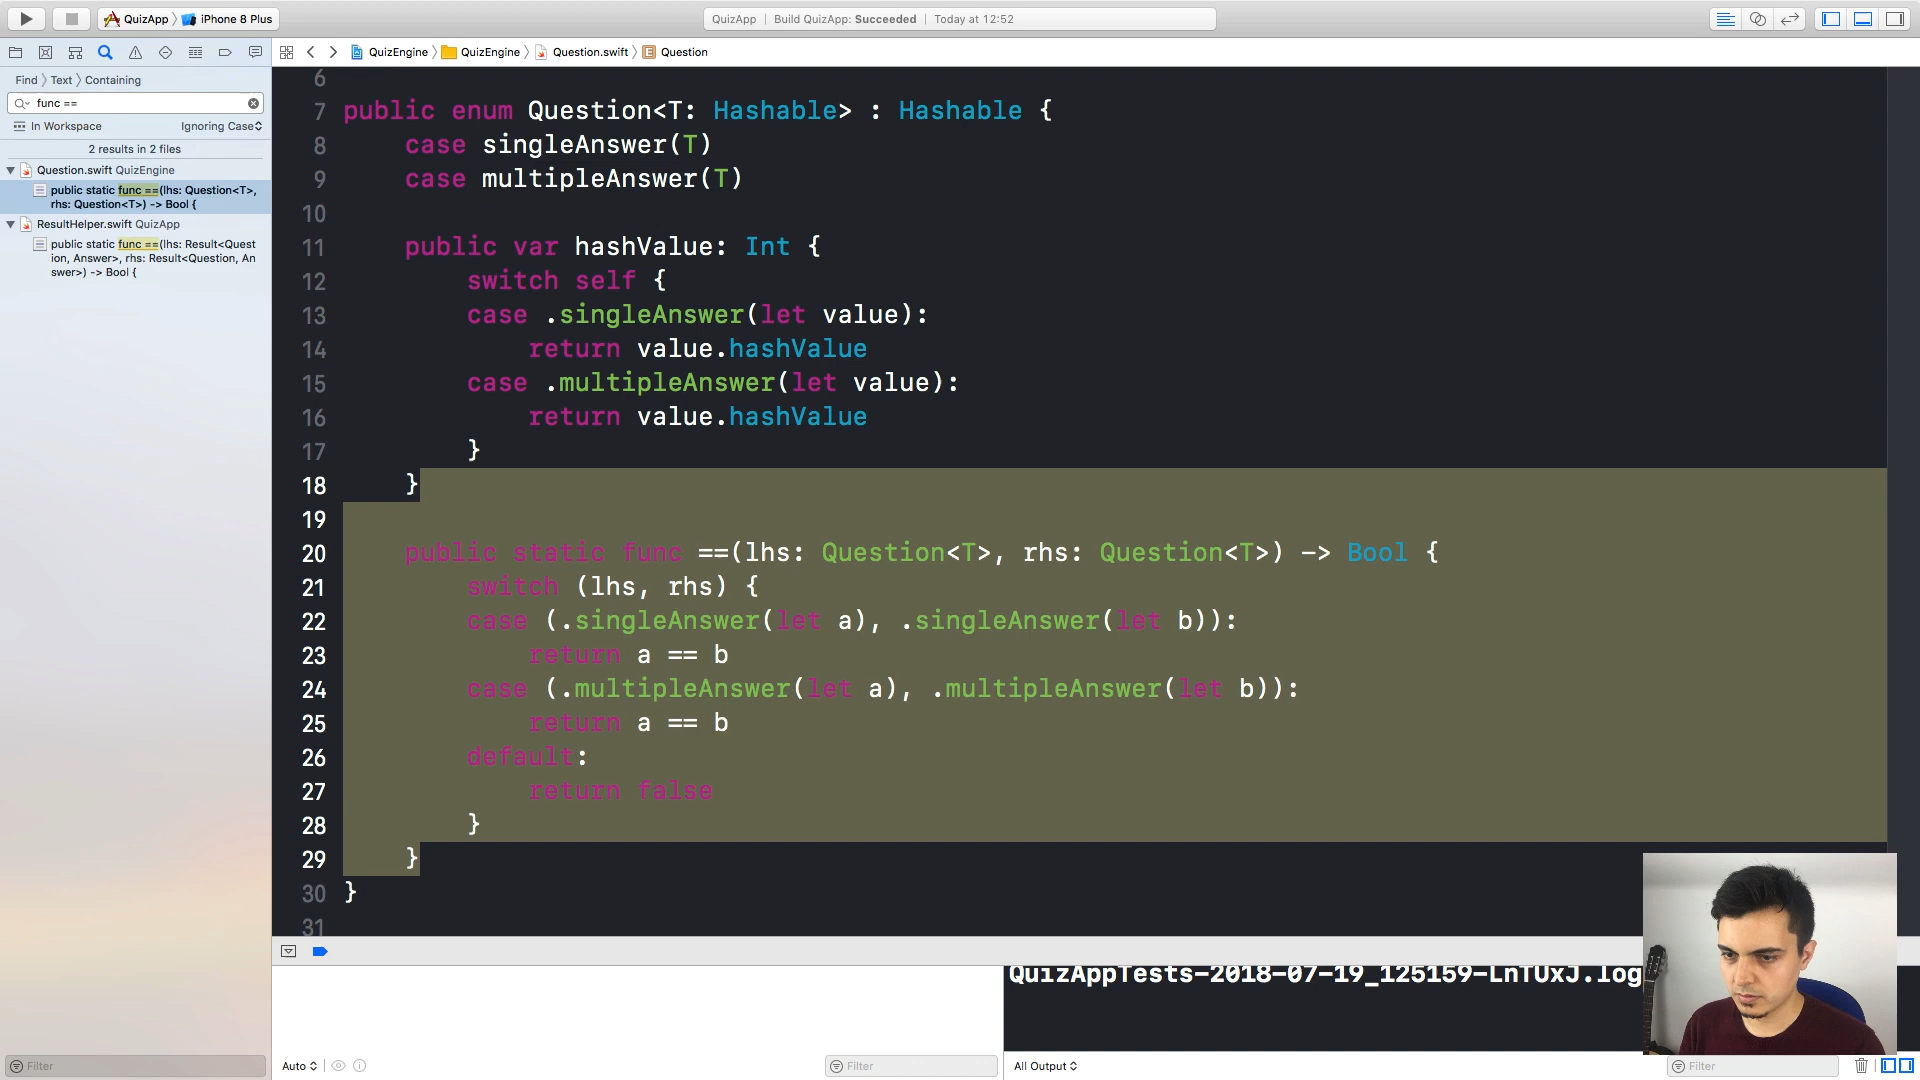 QuizApp
iPhone 8 Plus
QuizApp | Build QuizApp: Succeeded | Today at 12:52
QuizEngine
QuizEngine
Question.swift
Question
Find
Text
Containing
func ==
In Workspace
Ignoring Case
2 results in 2 files
Question.swift QuizEngine
public static func ==(lhs: Question<T>,
rhs: Question<T>) -> Bool {
ResultHelper.swift QuizApp
public static func ==(lhs: Result<Quest
ion, Answer>, rhs: Result<Question, An
swer>) -> Bool {
6
7 public enum Question<T: Hashable> : Hashable {
8 case singleAnswer(T)
9 case multipleAnswer(T)
10
11 public var hashValue: Int {
12 switch self {
13 case .singleAnswer(let value):
14 return value.hashValue
15 case .multipleAnswer(let value):
16 return value.hashValue
17 }
18 }
19
20 public static func ==(lhs: Question<T>, rhs: Question<T>) -> Bool {
21 switch (lhs, rhs) {
22 case (.singleAnswer(let a), .singleAnswer(let b)):
23 return a == b
24 case (.multipleAnswer(let a), .multipleAnswer(let b)):
25 return a == b
26 default:
27 return false
28 }
29 }
30 }
31
QuizAppTests-2018-07-19_125159-LnTUxJ.log
Filter
Auto
Filter
All Output
Filter